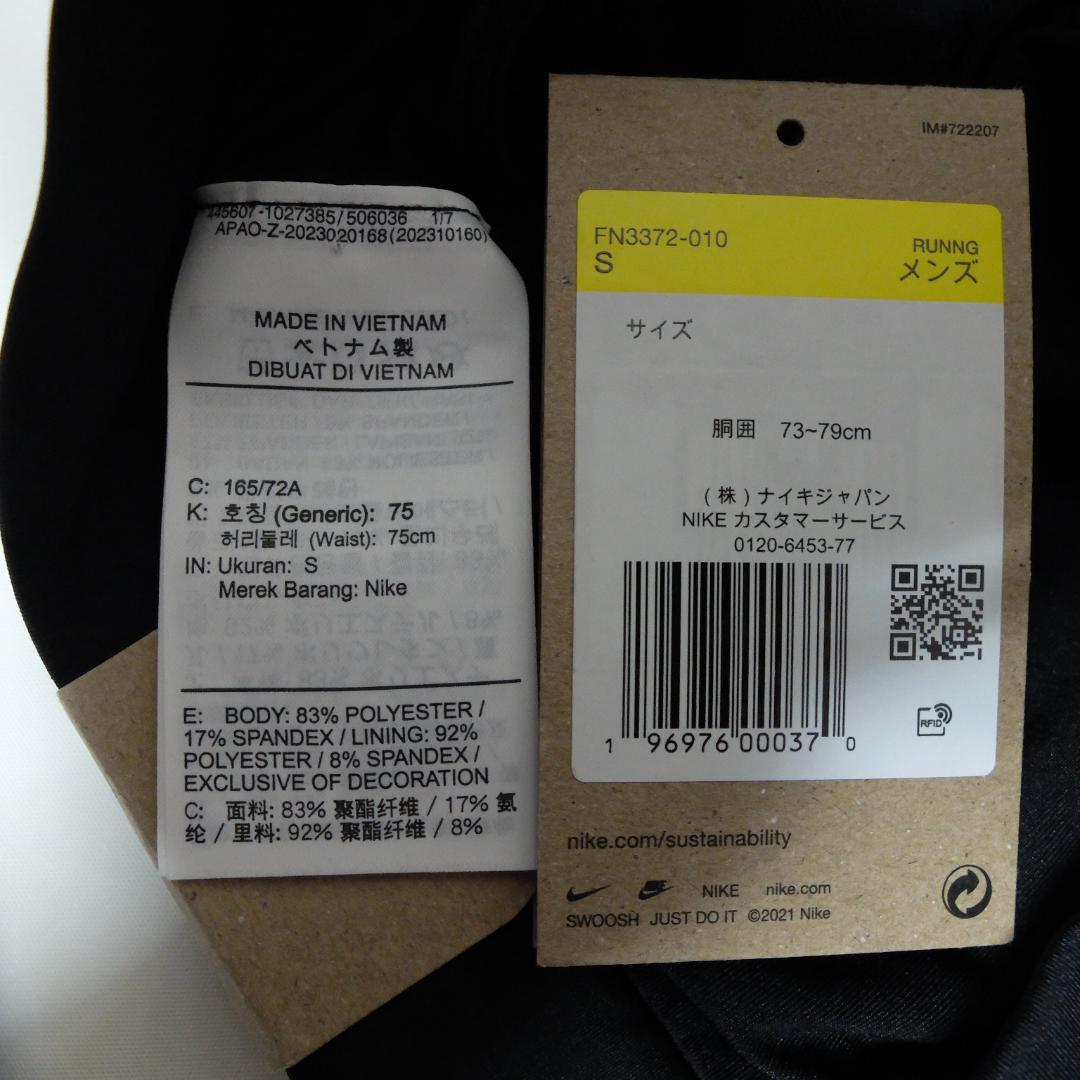 445607-1027385/506036 1/7
APAO-Z-2023020168(202310160)
MADE IN VIETNAM
ベトナム製
DIBUAT DI VIETNAM
C: 165/72A
K: 호칭 (Generic): 75
허리둘레 (Waist): 75cm
IN: Ukuran: S
Merek Barang: Nike
E: BODY: 83% POLYESTER /
17% SPANDEX / LINING: 92%
POLYESTER / 8% SPANDEX /
EXCLUSIVE OF DECORATION
C: 面料: 83% 聚酯纤维 / 17% 氨
纶 / 里料: 92% 聚酯纤维 / 8%
IM#722207
FN3372-010
S
RUNNG
メンズ
サイズ
胴囲 73~79cm
(株)ナイキジャパン
NIKE カスタマーサービス
0120-6453-77
1 96976 00037 0
RFID
nike.com/sustainability
NIKE nike.com
SWOOSH JUST DO IT ©2021 Nike